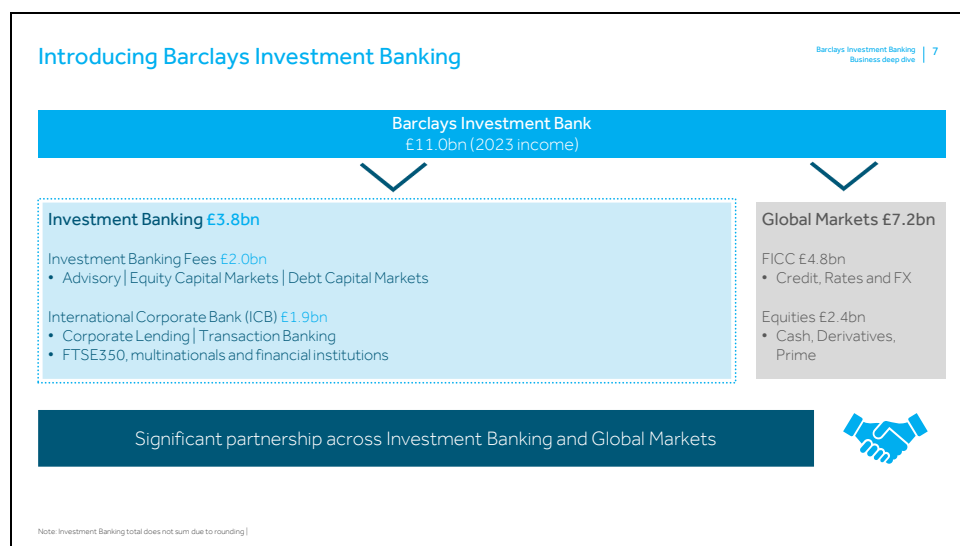 Introducing Barclays Investment Banking
Barclays Investment Banking
Business deep dive
7
Barclays Investment Bank
£11.0bn (2023 income)
Investment Banking £3.8bn
Investment Banking Fees £2.0bn
• Advisory | Equity Capital Markets | Debt Capital Markets
International Corporate Bank (ICB) £1.9bn
• Corporate Lending | Transaction Banking
• FTSE350, multinationals and financial institutions
Global Markets £7.2bn
FICC £4.8bn
• Credit, Rates and FX
Equities £2.4bn
• Cash, Derivatives,
Prime
Significant partnership across Investment Banking and Global Markets
Note: Investment Banking total does not sum due to rounding |